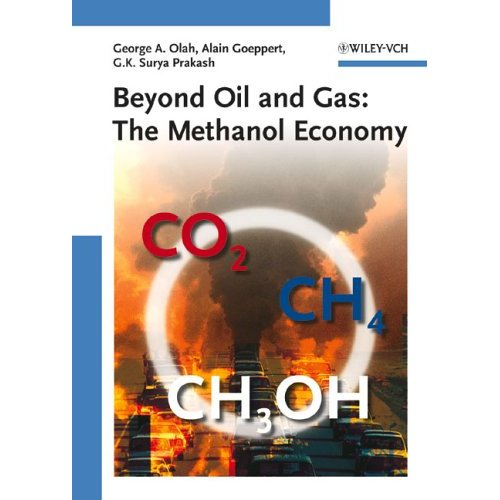 George A. Olah, Alain Goeppert,
G.K. Surya Prakash
WILEY-VCH
Beyond Oil and Gas:
The Methanol Economy
CO2
CH4
CH3OH